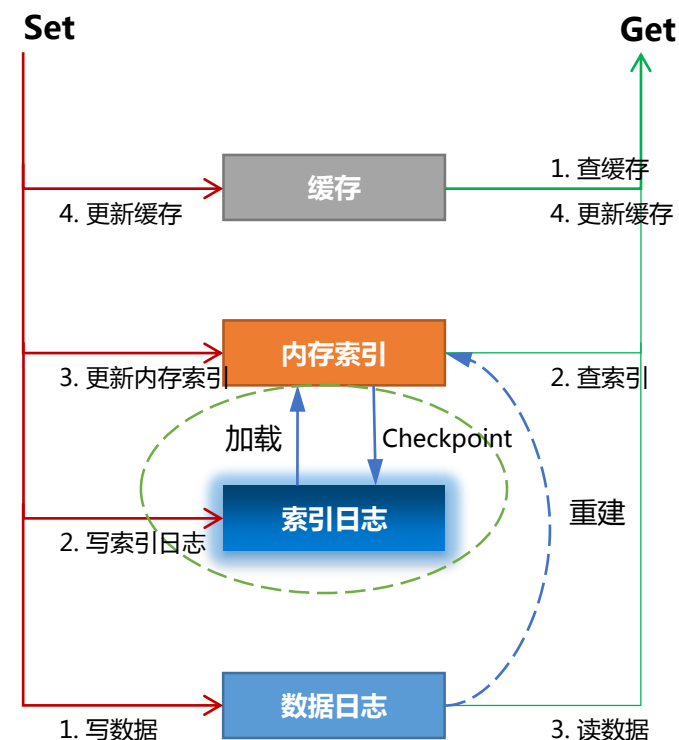 Set
Get
缓存
1. 查缓存
4. 更新缓存
4. 更新缓存
内存索引
3. 更新内存索引
2. 查索引
加载
Checkpoint
索引日志
重建
2. 写索引日志
数据日志
1. 写数据
3. 读数据